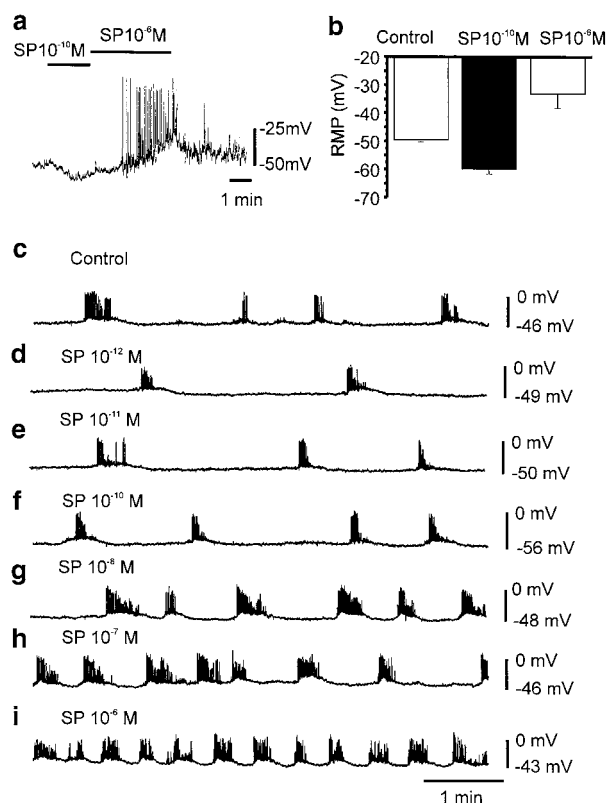 a
SP10⁻⁶M
SP10⁻¹⁰M
-25mV
-50mV
1 min
b
Control SP10⁻¹⁰M SP10⁻⁶M
RMP (mV)
-20
-30
-40
-50
-60
-70
c
Control
0 mV
-46 mV
d
SP 10⁻¹² M
0 mV
-49 mV
e
SP 10⁻¹¹ M
0 mV
-50 mV
f
SP 10⁻¹⁰ M
0 mV
-56 mV
g
SP 10⁻⁸ M
0 mV
-48 mV
h
SP 10⁻⁷ M
0 mV
-46 mV
i
SP 10⁻⁶ M
0 mV
-43 mV
1 min